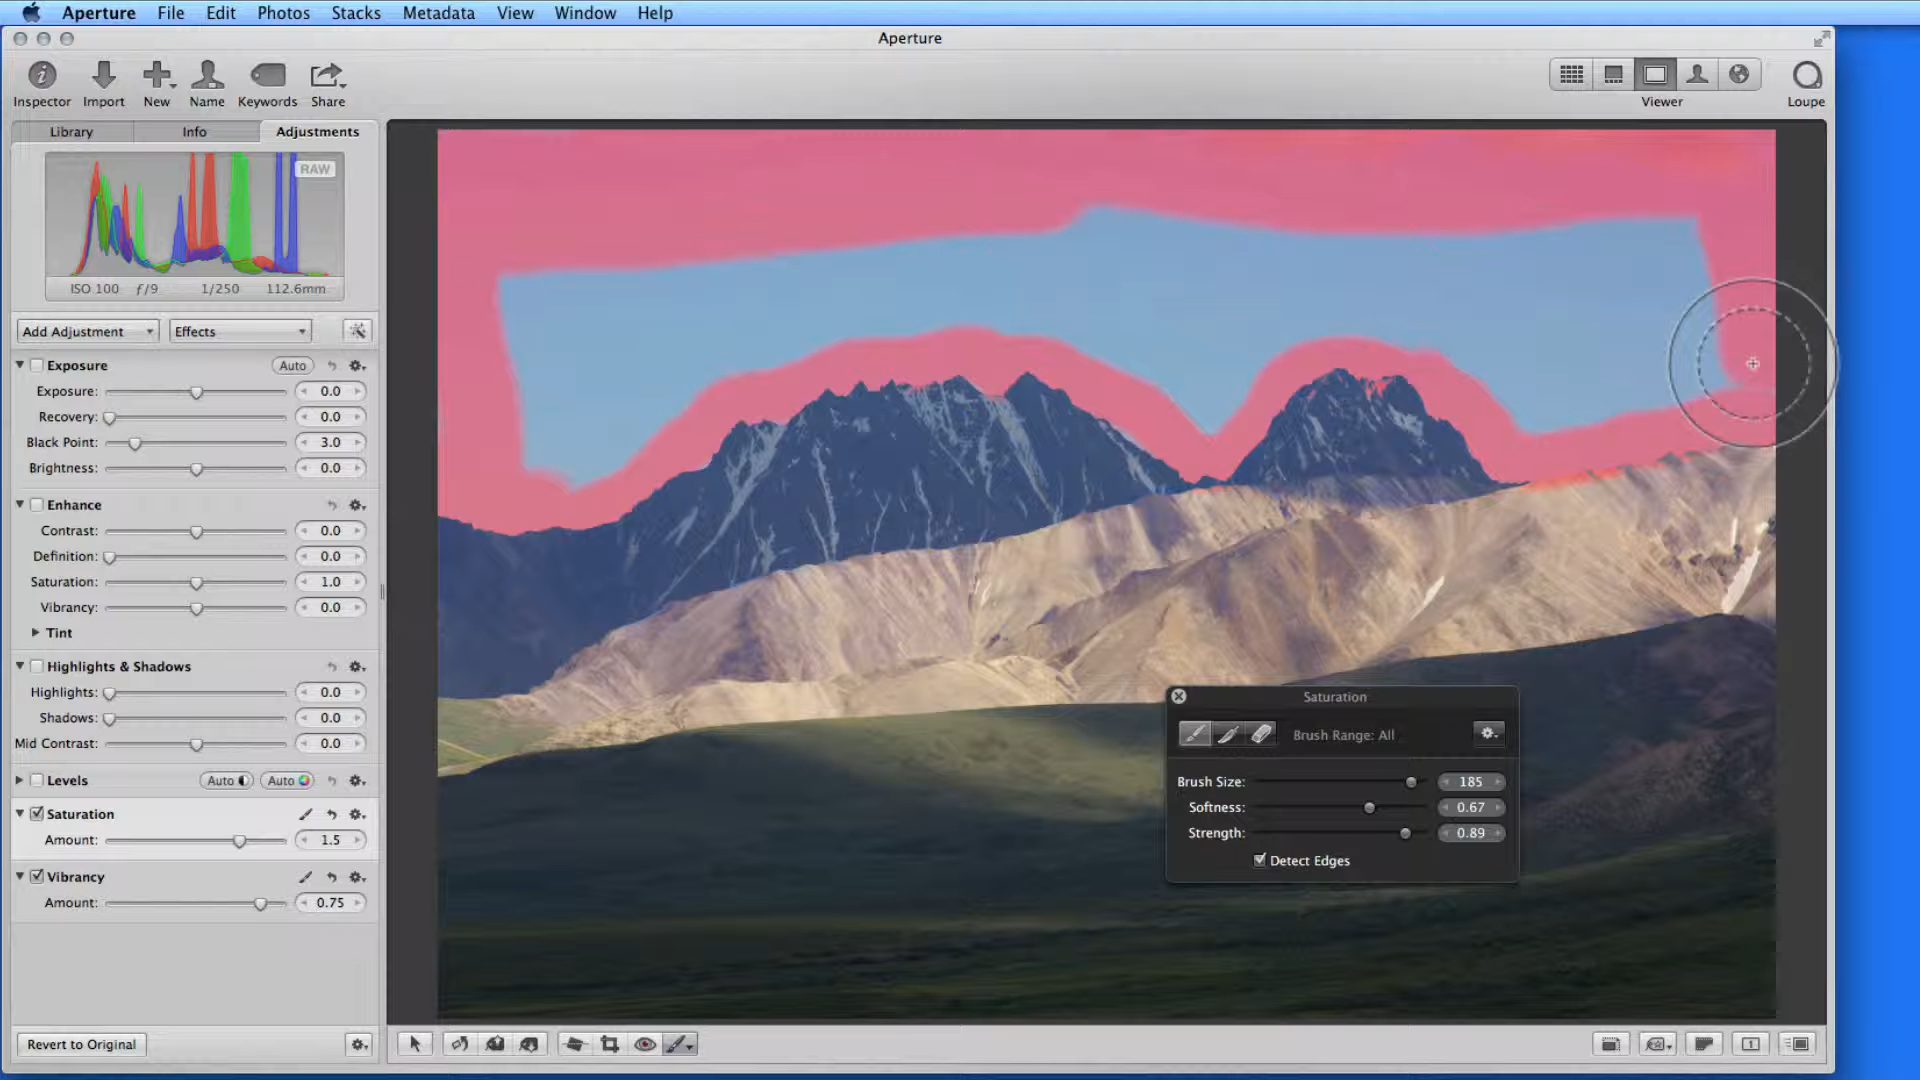 Aperture File Edit Photos Stacks Metadata View Window Help
Aperture
Inspector Import New Name Keywords Share
Viewer
Loupe
Library Info Adjustments
RAW
ISO 100 ƒ/9 1/250 112.6mm
Add Adjustment Effects
Exposure Auto
Exposure: 0.0
Recovery: 0.0
Black Point: 3.0
Brightness: 0.0
Enhance
Contrast: 0.0
Definition: 0.0
Saturation: 1.0
Vibrancy: 0.0
Tint
Highlights & Shadows
Highlights: 0.0
Shadows: 0.0
Mid Contrast: 0.0
Levels Auto Auto
Saturation
Amount: 1.5
Vibrancy
Amount: 0.75
Saturation
Brush Range: All
Brush Size: 185
Softness: 0.67
Strength: 0.89
Detect Edges
Revert to Original
1